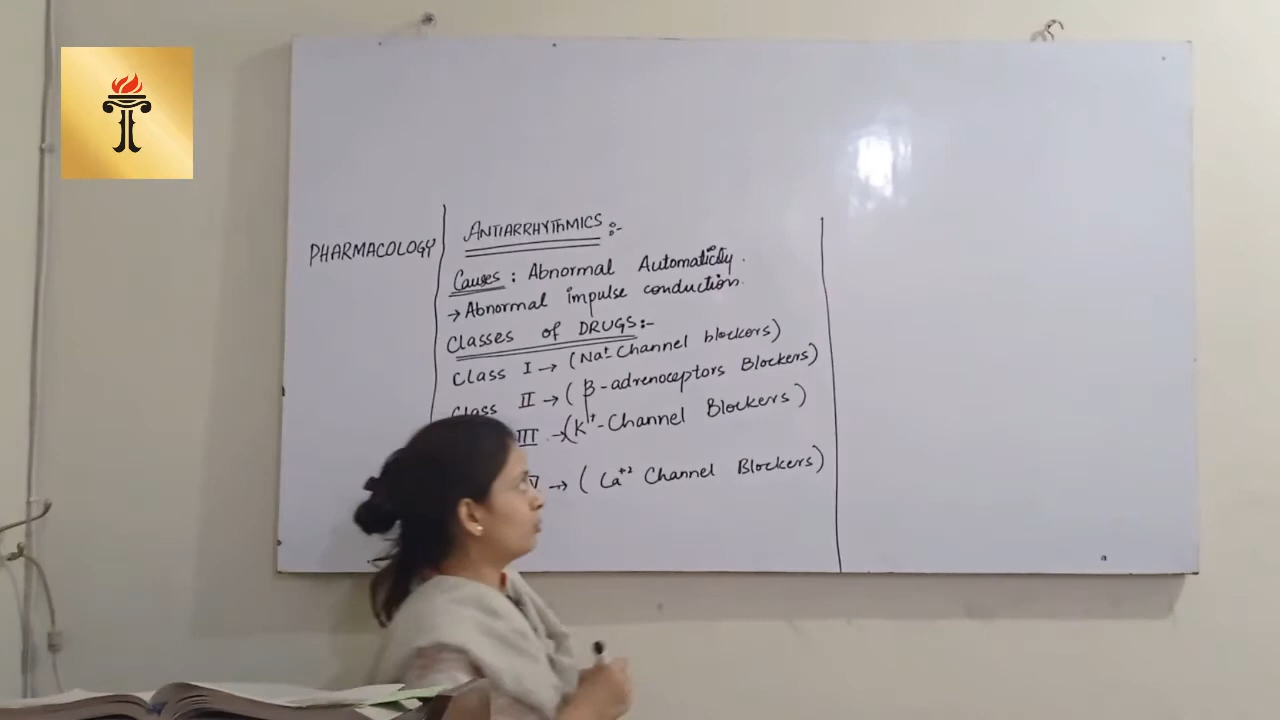 PHARMACOLOGY
ANTIARRHYTHMICS :-
Causes : Abnormal Automaticity.
→ Abnormal impulse conduction.
Classes of DRUGS:-
Class I → (Na+ Channel blockers)
Class II → ( β-adrenoceptors Blockers)
III → (K+-Channel Blockers)
→ ( Ca+2 Channel Blockers)